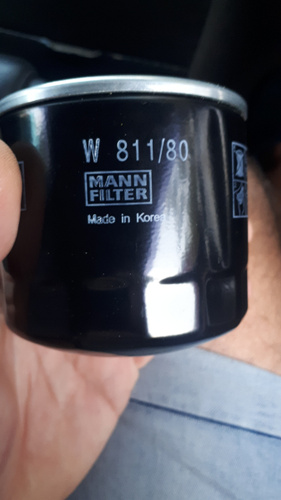 W 811/80
MANN
FILTER
Made in Korea